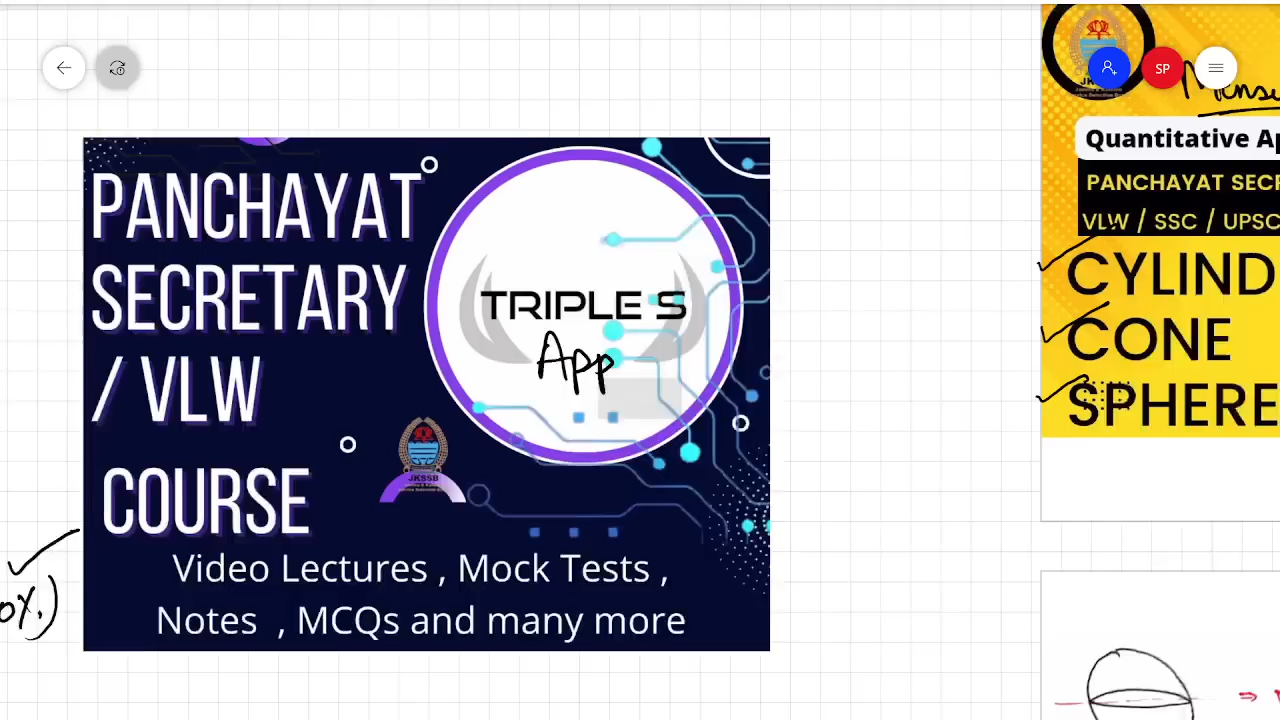 PANCHAYAT
SECRETARY
/ VLW
COURSE
TRIPLE S
App
JKSSB
Video Lectures , Mock Tests ,
Notes , MCQs and many more
SP
Quantitative Ap
PANCHAYAT SECR
VLW / SSC / UPSC
CYLIND
CONE
SPHERE